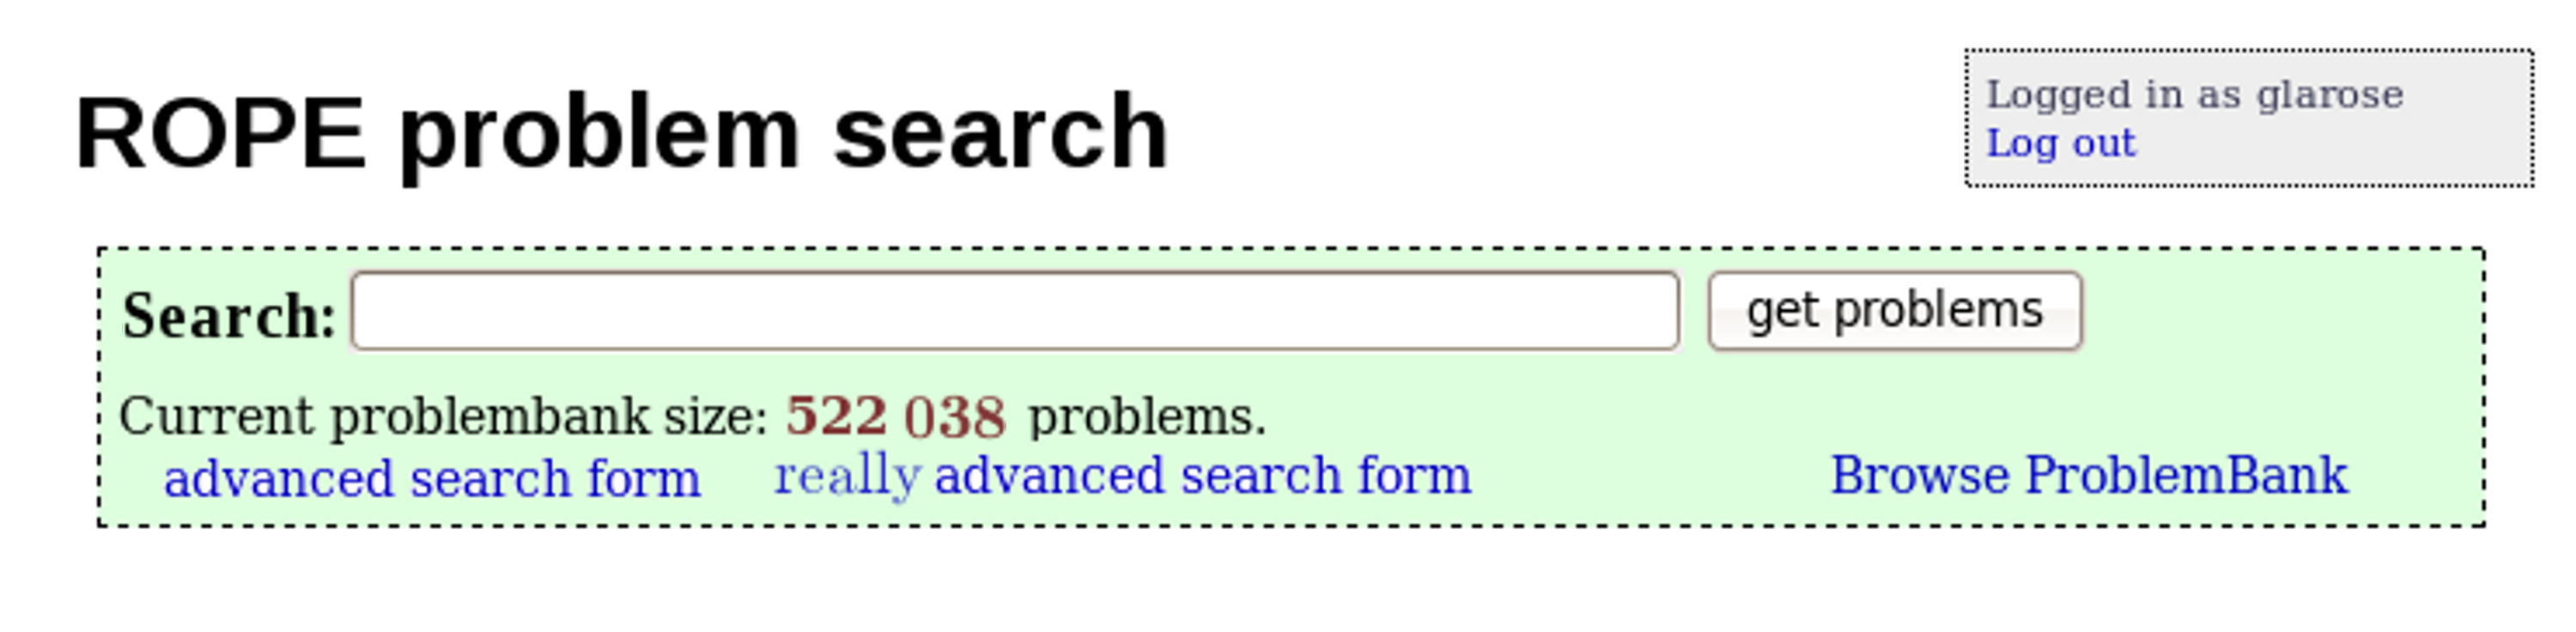 ROPE problem search
Logged in as glarose
Log out
Search:
get problems
Current problembank size: 522 038 problems.
advanced search form
really advanced search form
Browse ProblemBank